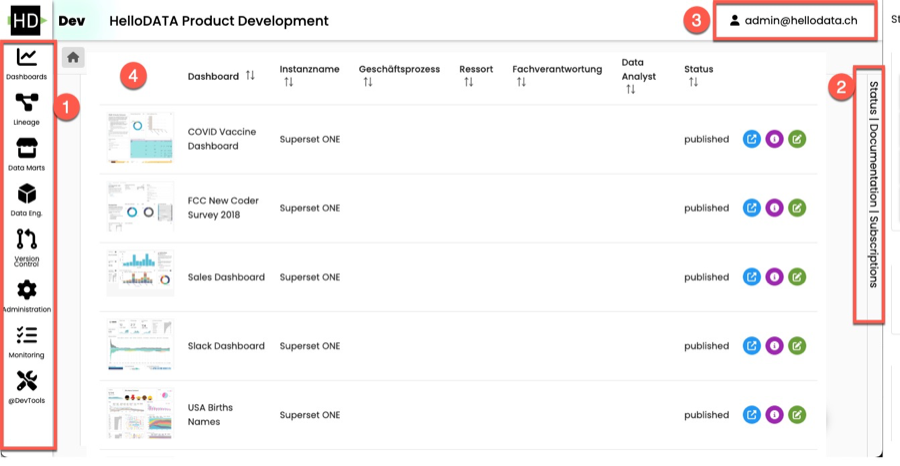 HD Dev HelloDATA Product Development 3 admin@hellodata.ch St
Dashboards
Lineage
Data Marts
Data Eng.
Version
Control
Administration
Monitoring
@DevTools
1
4
Dashboard Instanzname Geschäftsprozess Ressort Fachverantwortung Data Analyst Status
COVID Vaccine
Dashboard
Superset ONE published
FCC New Coder
Survey 2018
Superset ONE published
Sales Dashboard Superset ONE published
Slack Dashboard Superset ONE published
USA Births
Names
Superset ONE published
2
Status | Documentation | Subscriptions